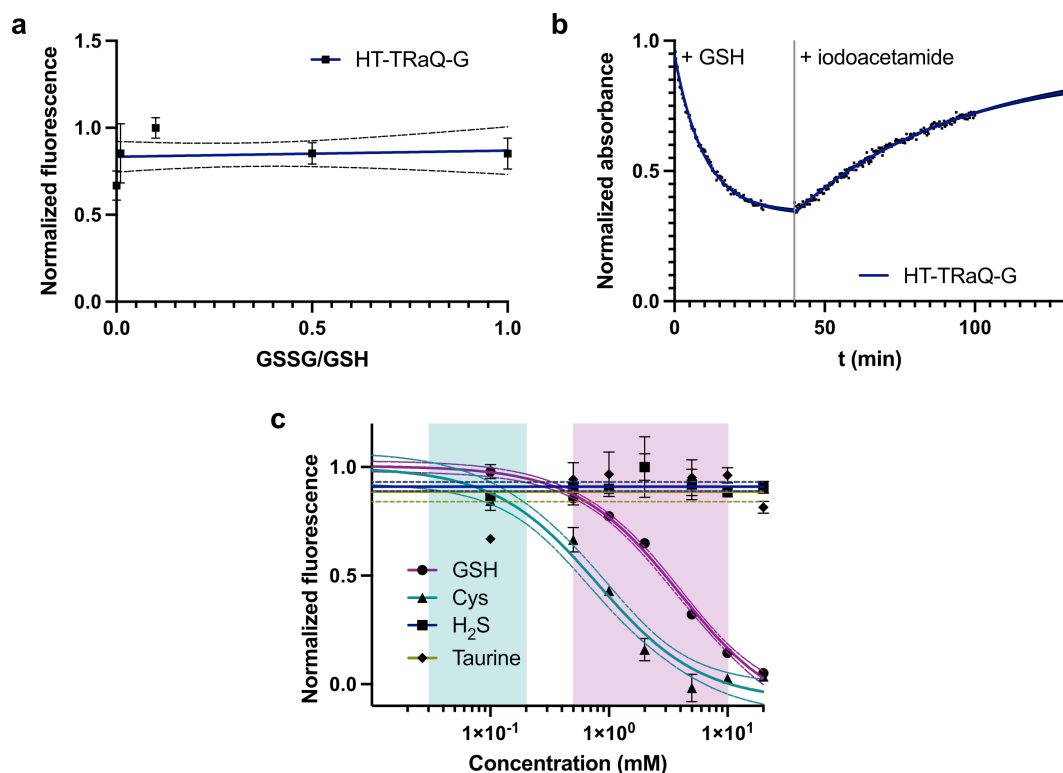 a
1.5
1.0
0.5
0.0
Normalized fluorescence
HT-TRaQ-G
0.0
0.5
1.0
GSSG/GSH
b
1.0
0.5
0.0
Normalized absorbance
+ GSH
+ iodoacetamide
HT-TRaQ-G
0
50
100
t (min)
c
1.0
0.5
0.0
Normalized fluorescence
GSH
Cys
H₂S
Taurine
1×10⁻¹
1×10⁰
1×10¹
Concentration (mM)